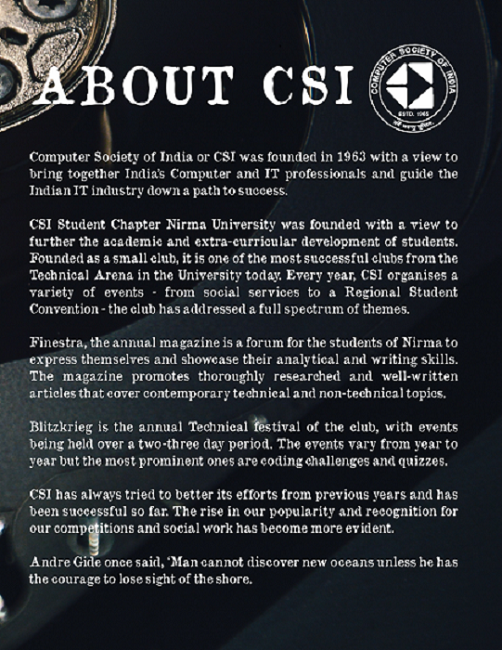 ABOUT CSI
COMPUTER SOCIETY OF INDIA
ESTD. 1965
Computer Society of India or CSI was founded in 1963 with a view to
bring together India's Computer and IT professionals and guide the
Indian IT industry down a path to success.
CSI Student Chapter Nirma University was founded with a view to
further the academic and extra-curricular development of students.
Founded as a small club, it is one of the most successful clubs from the
Technical Arena in the University today. Every year, CSI organises a
variety of events - from social services to a Regional Student
Convention - the club has addressed a full spectrum of themes.
Finestra, the annual magazine is a forum for the students of Nirma to
express themselves and showcase their analytical and writing skills.
The magazine promotes thoroughly researched and well-written
articles that cover contemporary technical and non-technical topics.
Blitzkrieg is the annual Technical festival of the club, with events
being held over a two-three day period. The events vary from year to
year but the most prominent ones are coding challenges and quizzes.
CSI has always tried to better its efforts from previous years and has
been successful so far. The rise in our popularity and recognition for
our competitions and social work has become more evident.
Andre Gide once said, 'Man cannot discover new oceans unless he has
the courage to lose sight of the shore.